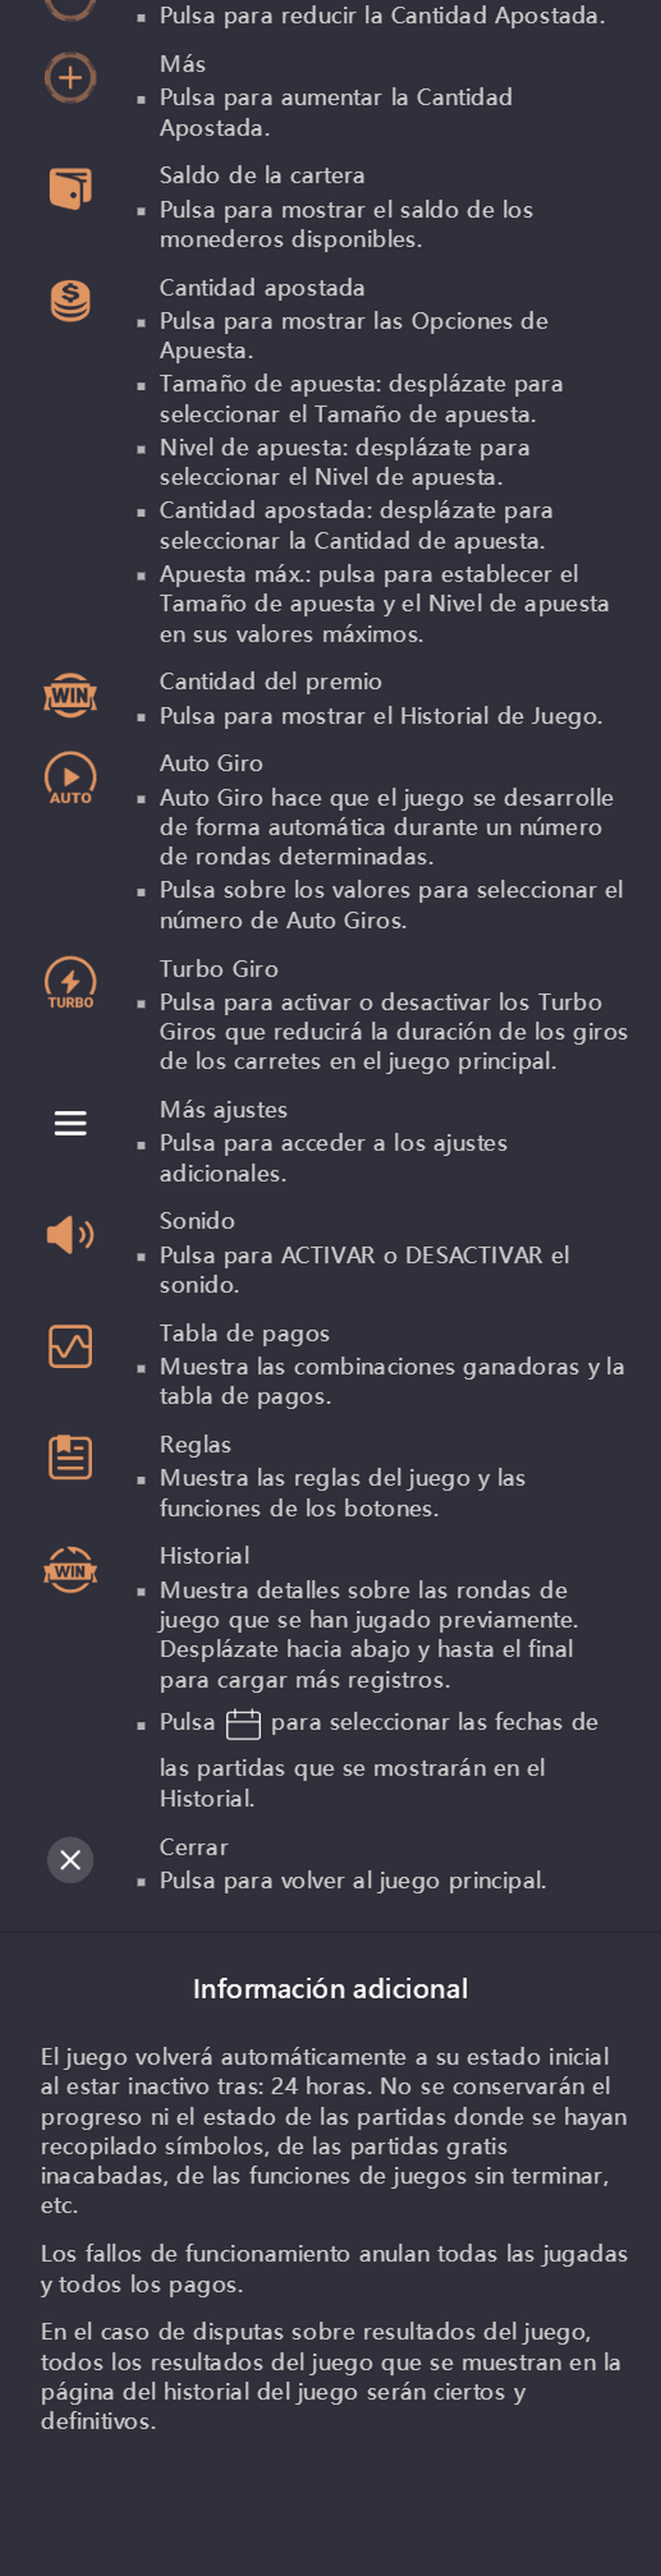 Pulsa para reducir la Cantidad Apostada.
Más
Pulsa para aumentar la Cantidad
Apostada.
Saldo de la cartera
Pulsa para mostrar el saldo de los
monederos disponibles.
Cantidad apostada
Pulsa para mostrar las Opciones de
Apuesta.
Tamaño de apuesta: desplázate para
seleccionar el Tamaño de apuesta.
Nivel de apuesta: desplázate para
seleccionar el Nivel de apuesta.
Cantidad apostada: desplázate para
seleccionar la Cantidad de apuesta.
Apuesta máx.: pulsa para establecer el
Tamaño de apuesta y el Nivel de apuesta
en sus valores máximos.
WIN
Cantidad del premio
Pulsa para mostrar el Historial de Juego.
AUTO
Auto Giro
Auto Giro hace que el juego se desarrolle
de forma automática durante un número
de rondas determinadas.
Pulsa sobre los valores para seleccionar el
número de Auto Giros.
TURBO
Turbo Giro
Pulsa para activar o desactivar los Turbo
Giros que reducirá la duración de los giros
de los carretes en el juego principal.
Más ajustes
Pulsa para acceder a los ajustes
adicionales.
Sonido
Pulsa para ACTIVAR o DESACTIVAR el
sonido.
Tabla de pagos
Muestra las combinaciones ganadoras y la
tabla de pagos.
Reglas
Muestra las reglas del juego y las
funciones de los botones.
WIN
Historial
Muestra detalles sobre las rondas de
juego que se han jugado previamente.
Desplázate hacia abajo y hasta el final
para cargar más registros.
Pulsa para seleccionar las fechas de
las partidas que se mostrarán en el
Historial.
Cerrar
Pulsa para volver al juego principal.
Información adicional
El juego volverá automáticamente a su estado inicial
al estar inactivo tras: 24 horas. No se conservarán el
progreso ni el estado de las partidas donde se hayan
recopilado símbolos, de las partidas gratis
inacabadas, de las funciones de juegos sin terminar,
etc.
Los fallos de funcionamiento anulan todas las jugadas
y todos los pagos.
En el caso de disputas sobre resultados del juego,
todos los resultados del juego que se muestran en la
página del historial del juego serán ciertos y
definitivos.